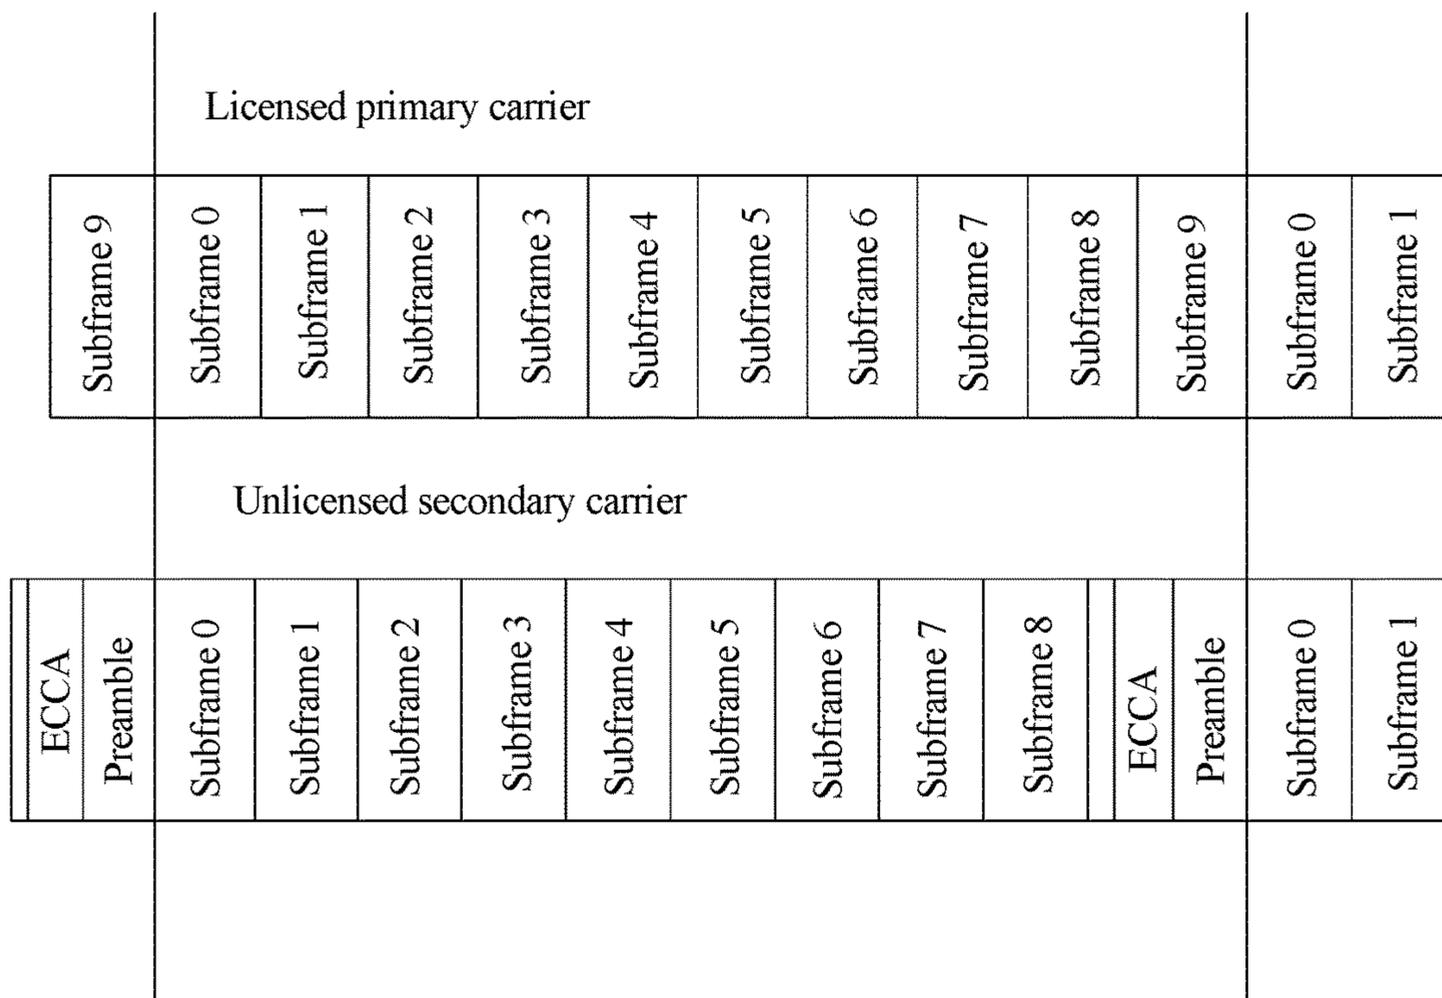 Licensed primary carrier
Subframe 9
Subframe 0
Subframe 1
Subframe 2
Subframe 3
Subframe 4
Subframe 5
Subframe 6
Subframe 7
Subframe 8
Subframe 9
Subframe 0
Subframe 1
Unlicensed secondary carrier
ECCA
Preamble
Subframe 0
Subframe 1
Subframe 2
Subframe 3
Subframe 4
Subframe 5
Subframe 6
Subframe 7
Subframe 8
ECCA
Preamble
Subframe 0
Subframe 1